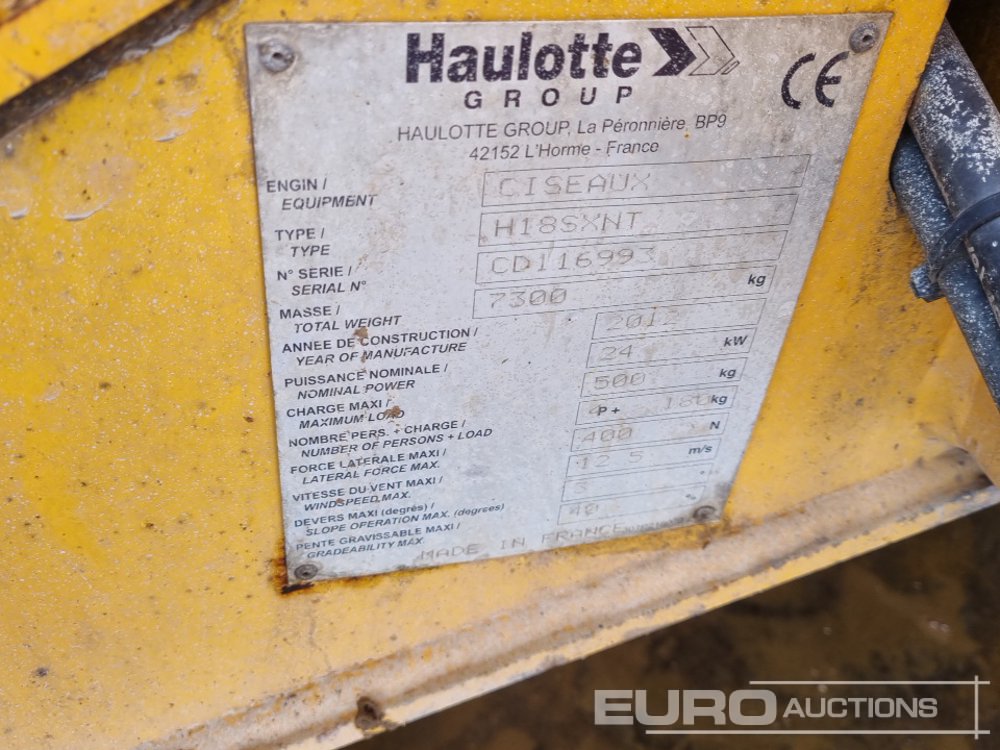 Haulotte
GROUP
CE
HAULOTTE GROUP, La Péronnière, BP9
42152 L'Horme - France
ENGIN /
EQUIPMENT
CISEAUX
TYPE /
TYPE
H18SXNT
N° SERIE /
SERIAL N°
CD116993
MASSE /
TOTAL WEIGHT
7300 kg
ANNEE DE CONSTRUCTION /
YEAR OF MANUFACTURE
2012
PUISSANCE NOMINALE /
NOMINAL POWER
24 kW
CHARGE MAXI /
MAXIMUM LOAD
500 kg
NOMBRE PERS. + CHARGE /
NUMBER OF PERSONS + LOAD
4 P + 180 kg
FORCE LATERALE MAXI /
LATERAL FORCE MAX.
400 N
VITESSE DU VENT MAXI /
WINDSPEED MAX.
12.5 m/s
DEVERS MAXI (degrès) /
SLOPE OPERATION MAX. (degrees)
PENTE GRAVISSABLE MAXI /
GRADEABILITY MAX.
40 %
MADE IN FRANCE
EURO AUCTIONS